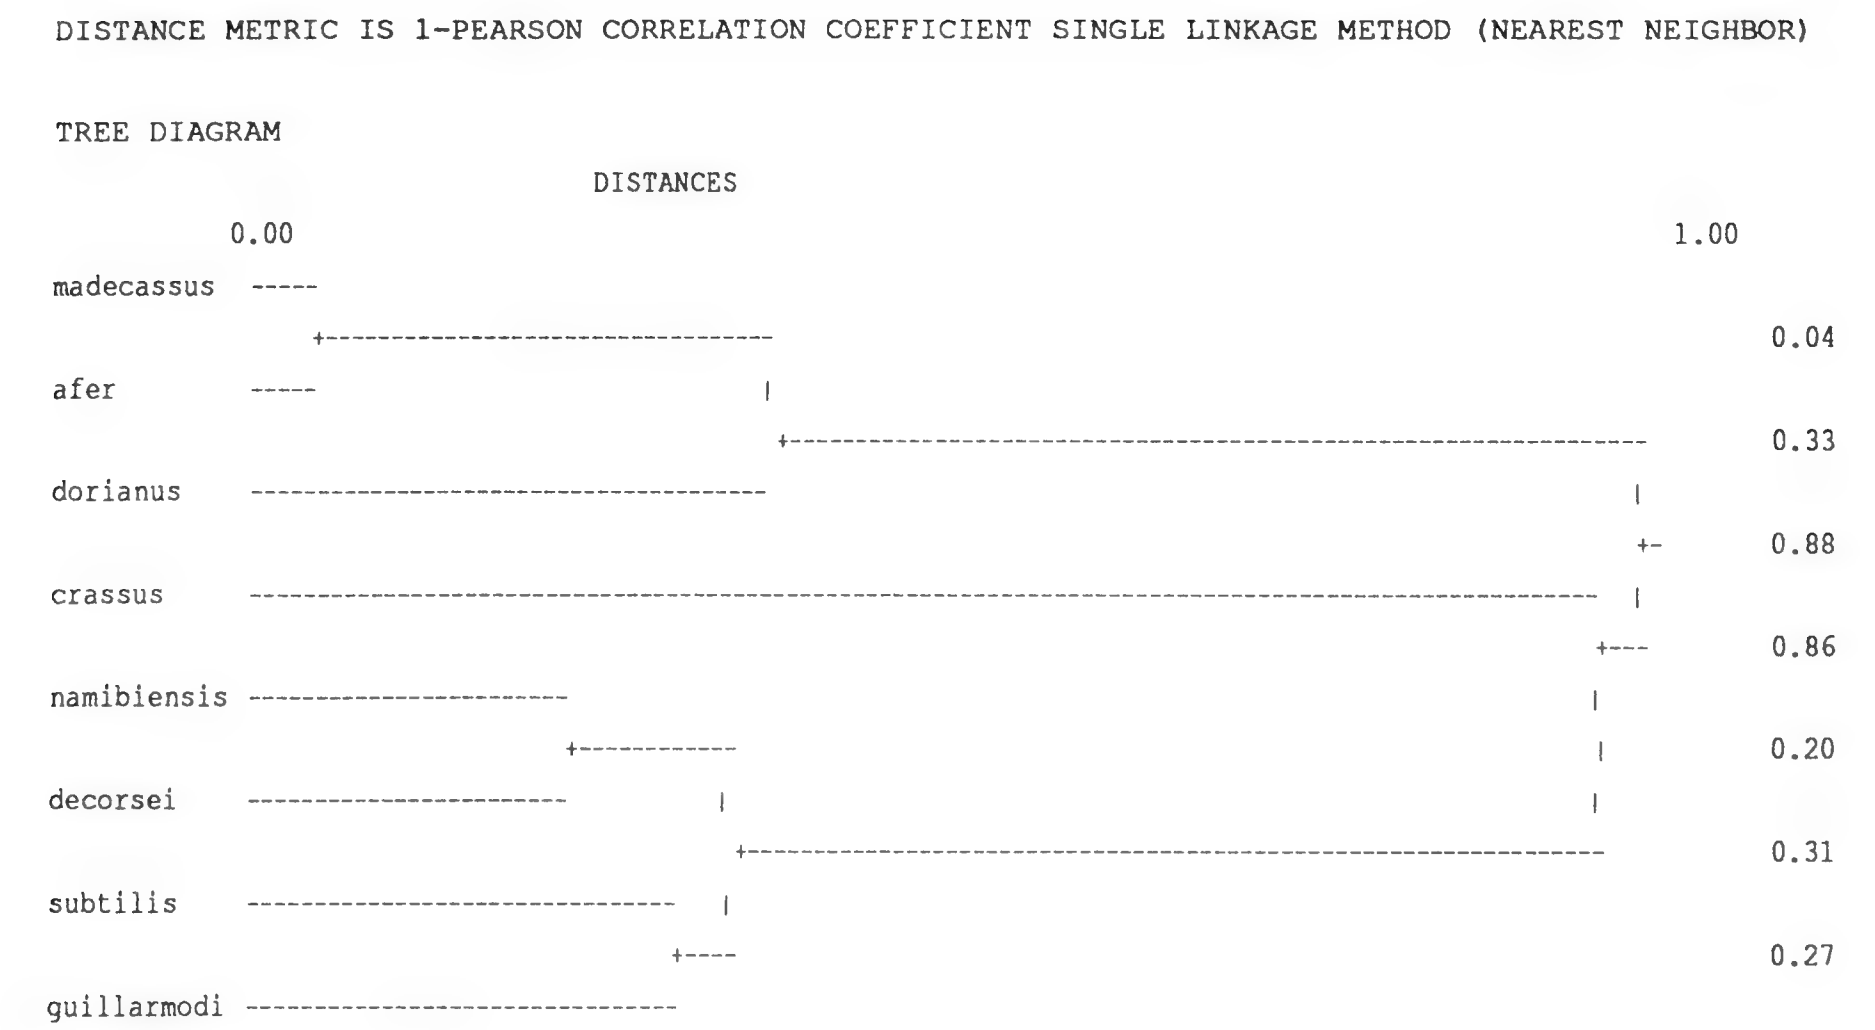 DISTANCE METRIC IS 1-PEARSON CORRELATION COEFFICIENT SINGLE LINKAGE METHOD (NEAREST NEIGHBOR)
TREE DIAGRAM
DISTANCES
0.00 1.00
madecassus
0.04
afer
0.33
dorianus
0.88
crassus
0.86
namibiensis
0.20
decorsei
0.31
subtilis
0.27
guillarmodi